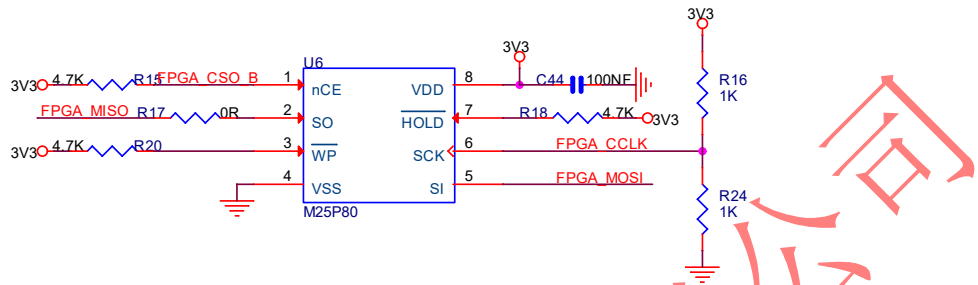 3V3
3V3
U6
3V3 4.7K R15 FPGA_CSO_B 1 nCE VDD 8 C44 100NF R16
1K
FPGA_MISO R17 0R 2 SO HOLD 7 R18 4.7K 3V3
3V3 4.7K R20 3 WP SCK 6 FPGA_CCLK
4 VSS SI 5 FPGA_MOSI R24
1K
M25P80